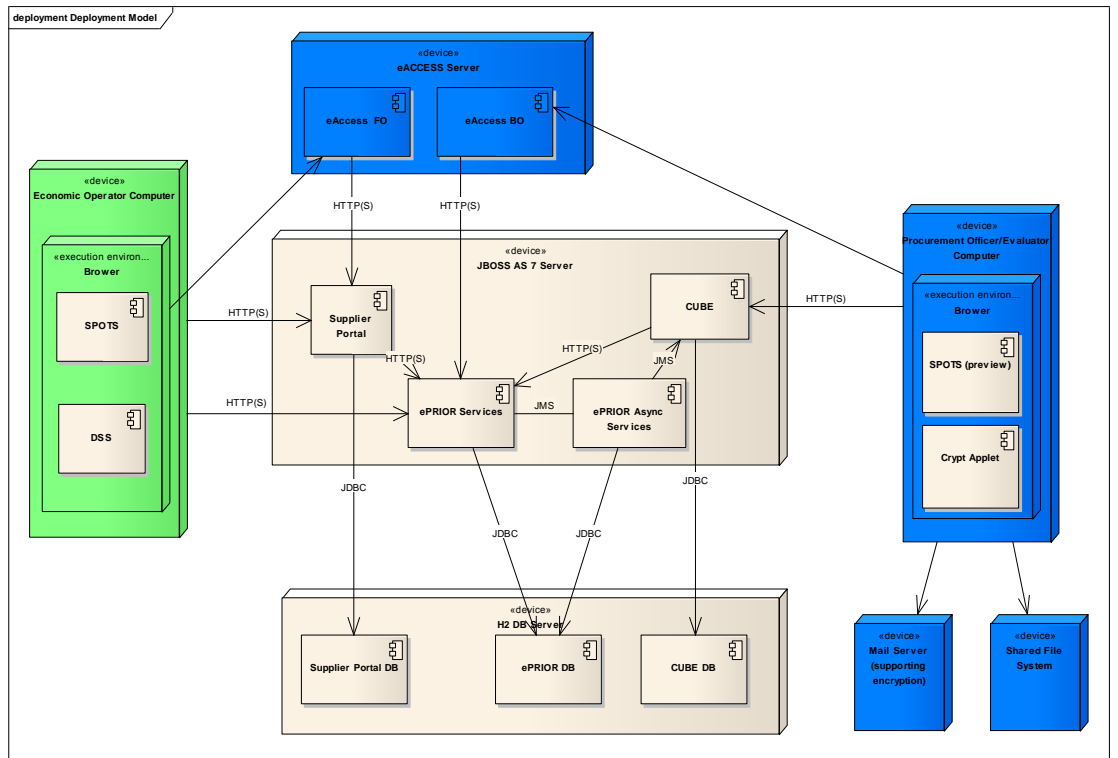 deployment Deployment Model
«device»
eACCESS Server
eAccess FO
eAccess BO
«device»
Economic Operator Computer
«execution environ...
Brower
SPOTS
DSS
HTTP(S)
HTTP(S)
«device»
JBOSS AS 7 Server
Supplier
Portal
CUBE
HTTP(S)
HTTP(S)
HTTP(S)
JMS
ePRIOR Services
JMS
ePRIOR Async
Services
HTTP(S)
HTTP(S)
«device»
Procurement Officer/Evaluator
Computer
«execution environ...
Brower
SPOTS (preview)
Crypt Applet
JDBC
JDBC
JDBC
JDBC
«device»
H2 DB Server
Supplier Portal DB
ePRIOR DB
CUBE DB
«device»
Mail Server
(supporting
encryption)
«device»
Shared File
System